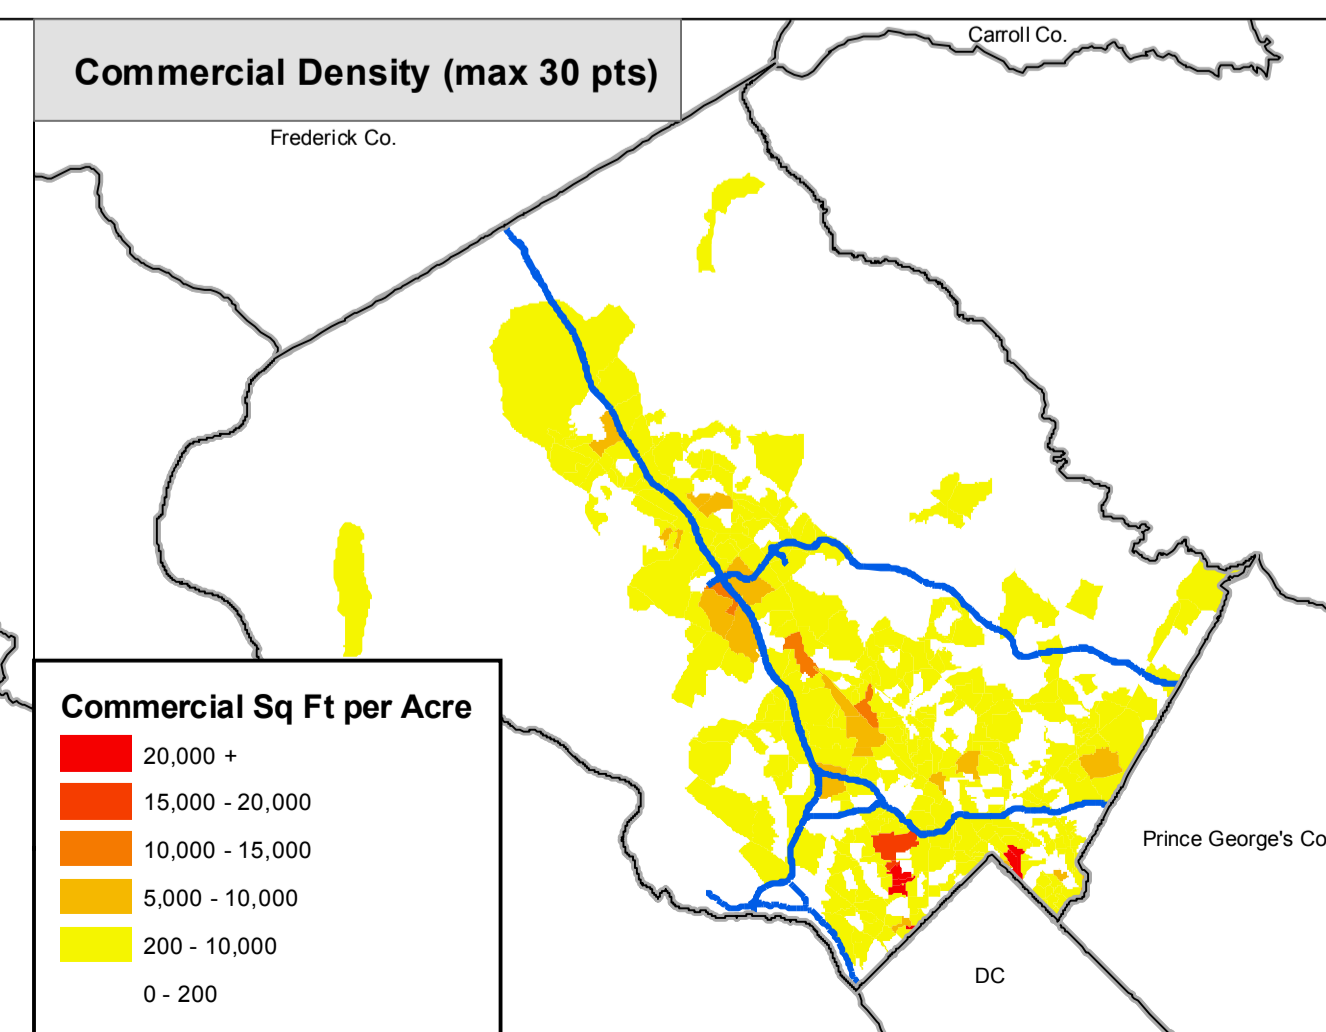 Commercial Density (max 30 pts)
Carroll Co.
Frederick Co.
Commercial Sq Ft per Acre
20,000 +
15,000 - 20,000
10,000 - 15,000
5,000 - 10,000
200 - 10,000
0 - 200
Prince George's Co
DC